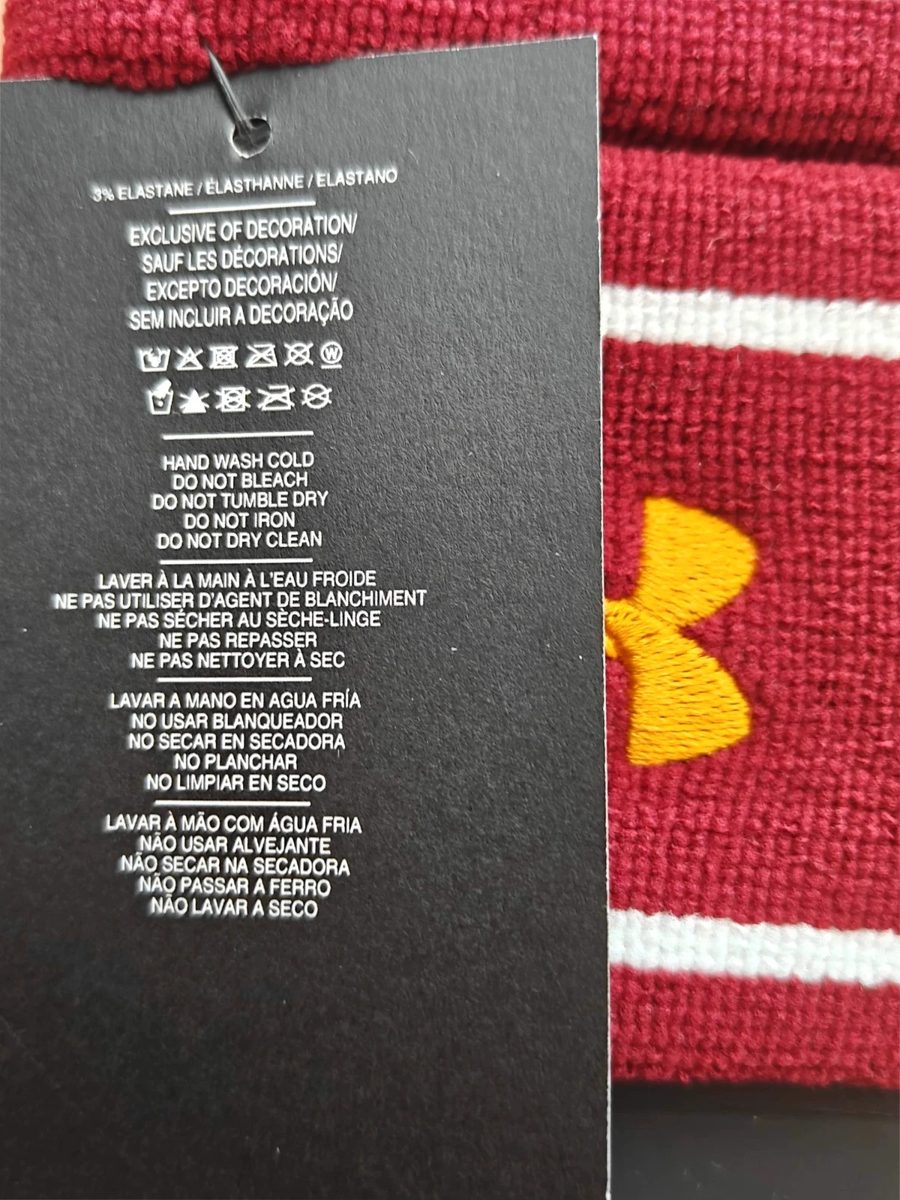 3% ELASTANE / ÉLASTHANNE / ELASTANO
EXCLUSIVE OF DECORATION/
SAUF LES DÉCORATIONS/
EXCEPTO DECORACIÓN/
SEM INCLUIR A DECORAÇÃO
W
HAND WASH COLD
DO NOT BLEACH
DO NOT TUMBLE DRY
DO NOT IRON
DO NOT DRY CLEAN
LAVER À LA MAIN À L'EAU FROIDE
NE PAS UTILISER D'AGENT DE BLANCHIMENT
NE PAS SÉCHER AU SÈCHE-LINGE
NE PAS REPASSER
NE PAS NETTOYER À SEC
LAVAR A MANO EN AGUA FRÍA
NO USAR BLANQUEADOR
NO SECAR EN SECADORA
NO PLANCHAR
NO LIMPIAR EN SECO
LAVAR À MÃO COM ÁGUA FRIA
NÃO USAR ALVEJANTE
NÃO SECAR NA SECADORA
NÃO PASSAR A FERRO
NÃO LAVAR A SECO